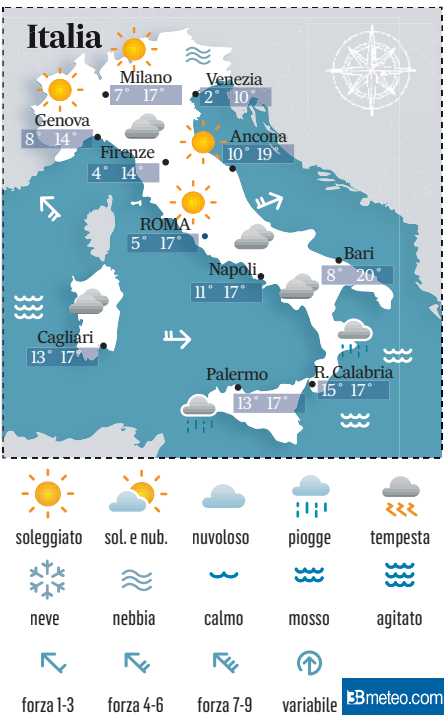 Italia
Milano
7° 17°
Venezia
2° 10°
Genova
8° 14°
Firenze
4° 14°
Ancona
10° 19°
ROMA
5° 17°
Napoli
11° 17°
Bari
8° 20°
Cagliari
13° 17°
Palermo
13° 17°
R. Calabria
15° 17°
soleggiato sol. e nub. nuvoloso piogge tempesta
neve nebbia calmo mosso agitato
forza 1-3 forza 4-6 forza 7-9 variabile
3Bmeteo.com